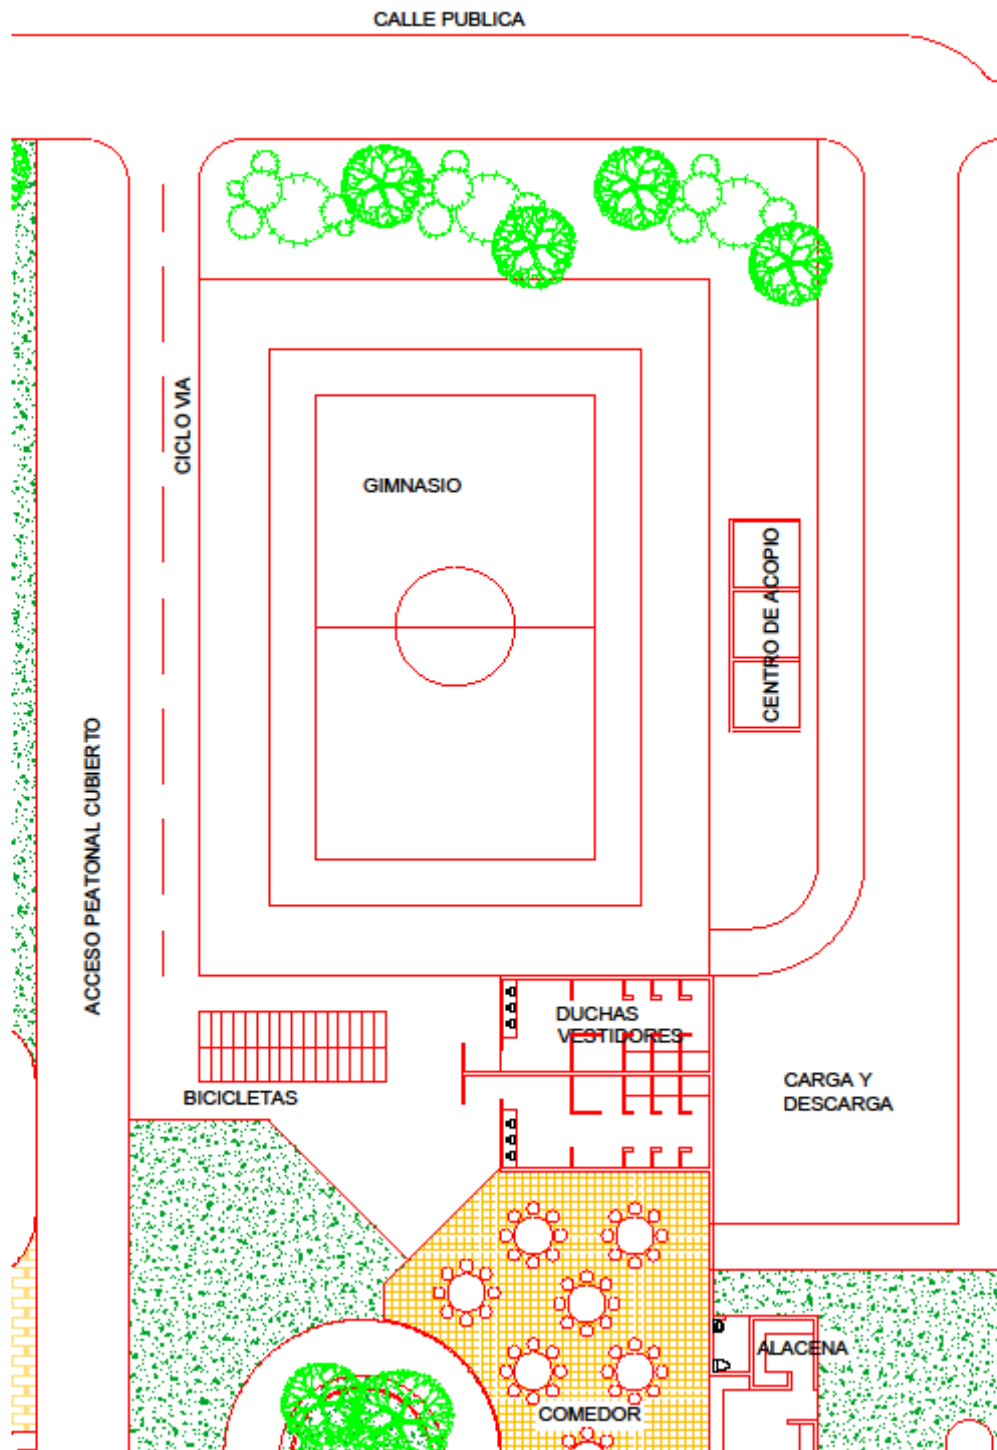 CALLE PUBLICA
CICLO VIA
GIMNASIO
CENTRO DE ACOPIO
ACCESO PEATONAL CUBIERTO
DUCHAS
VESTIDORES
BICICLETAS
CARGA Y
DESCARGA
ALACENA
COMEDOR